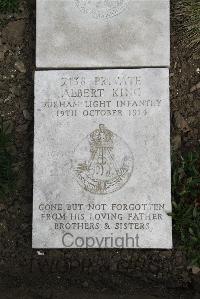 7138 PRIVATE
ALBERT KING
DURHAM LIGHT INFANTRY
19TH OCTOBER 1914
GONE BUT NOT FORGOTTEN
FROM HIS LOVING FATHER
BROTHERS & SISTERS
Copyright